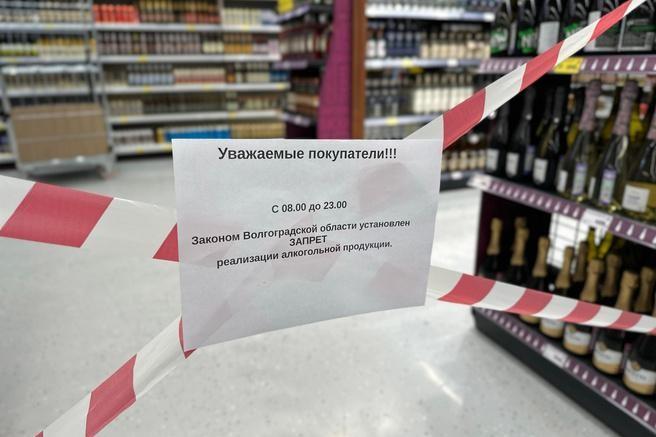 Уважаемые покупатели!!!
С 08.00 до 23.00
Законом Волгоградской области установлен
ЗАПРЕТ
реализации алкогольной продукции.